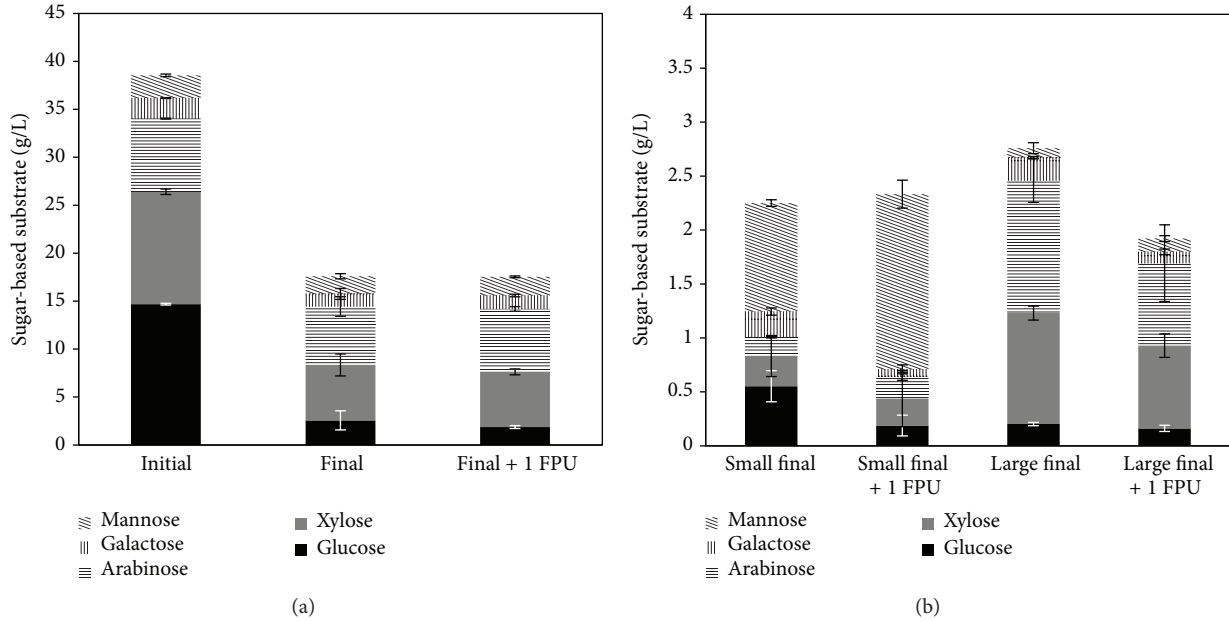 Sugar-based substrate (g/L)
45
40
35
30
25
20
15
10
5
0
Initial
Final
Final + 1 FPU
Mannose
Galactose
Arabinose
Xylose
Glucose
(a)
Sugar-based substrate (g/L)
4
3.5
3
2.5
2
1.5
1
0.5
0
Small final
Small final
+ 1 FPU
Large final
Large final
+ 1 FPU
Mannose
Galactose
Arabinose
Xylose
Glucose
(b)